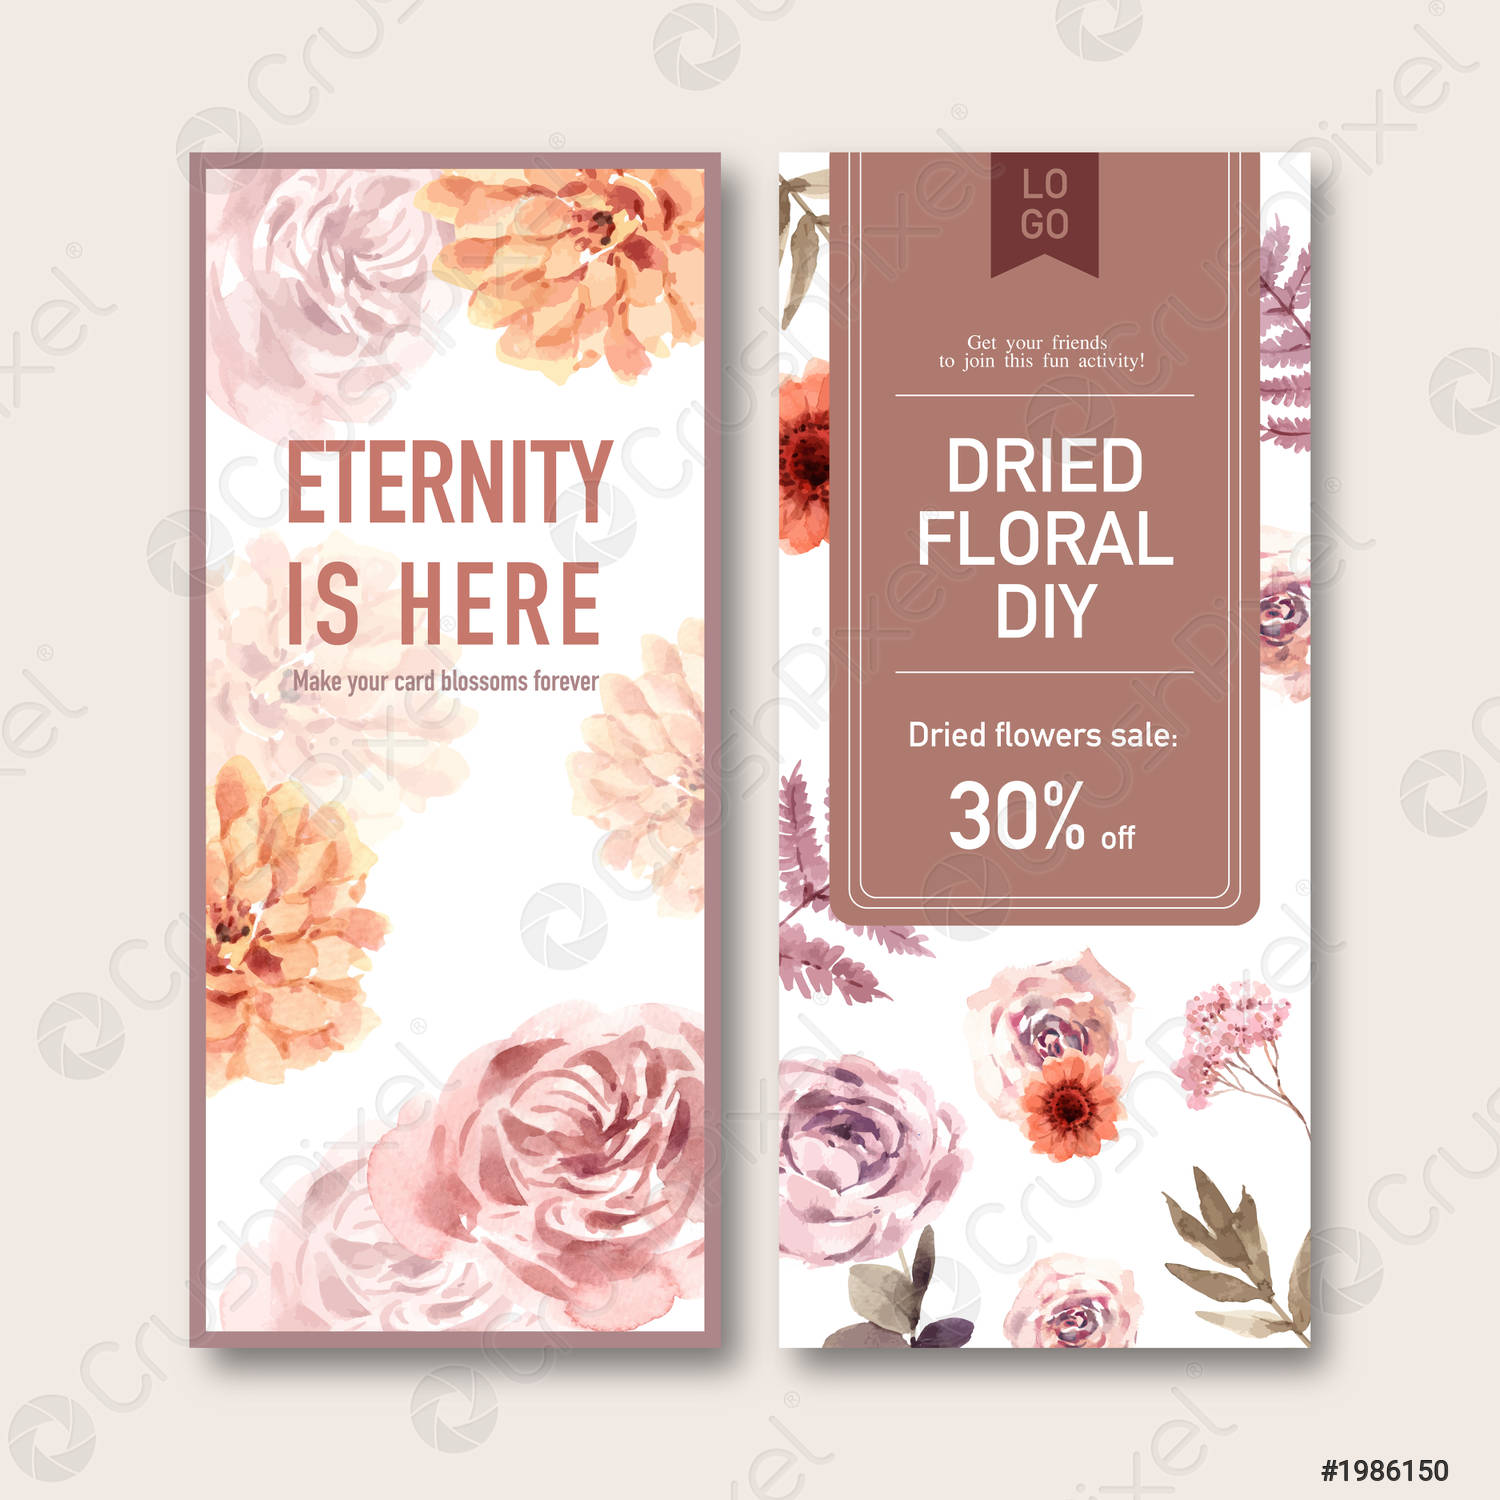 ETERNITY
IS HERE
Make your card blossoms forever
LO
GO
Get your friends
to join this fun activity!
DRIED
FLORAL
DIY
Dried flowers sale:
30% off
CrushPixel
#1986150